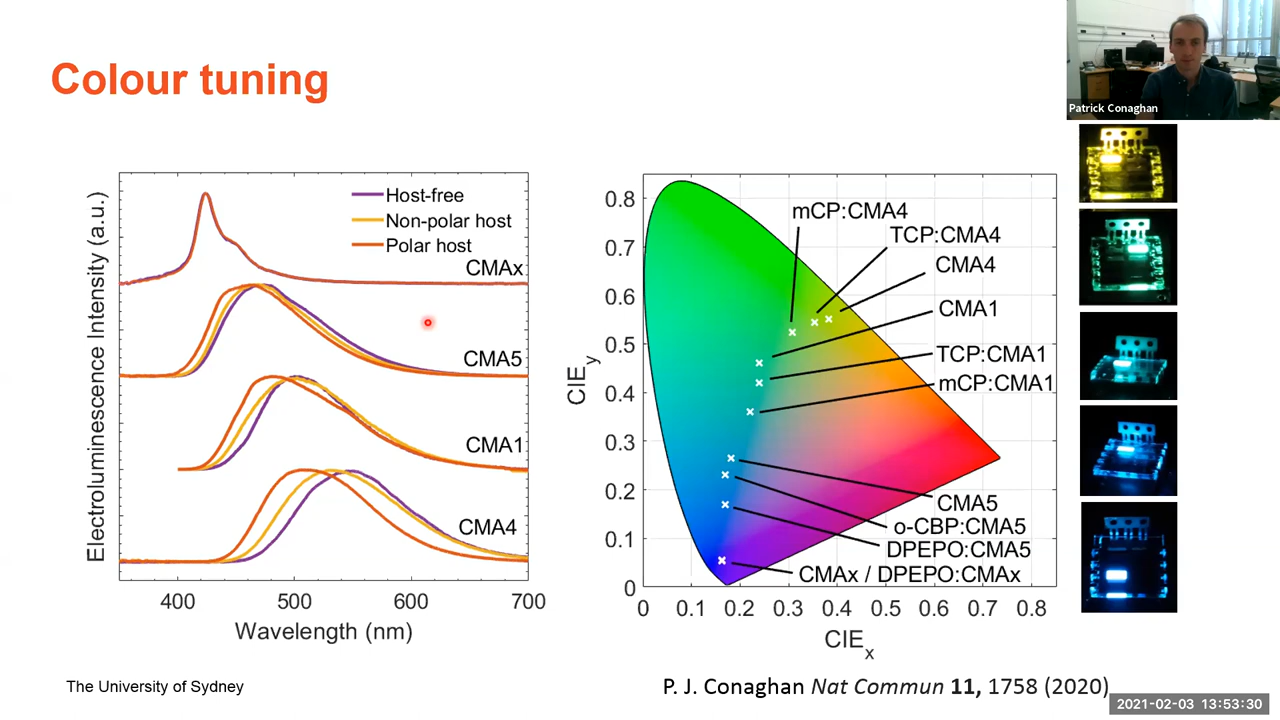 Colour tuning
Patrick Conaghan
Electroluminescence Intensity (a.u.)
Host-free
Non-polar host
Polar host
CMAx
CMA5
CMA1
CMA4
400 500 600 700
Wavelength (nm)
CIEy
0.8
0.7
0.6
0.5
0.4
0.3
0.2
0.1
0
mCP:CMA4
TCP:CMA4
CMA4
CMA1
TCP:CMA1
mCP:CMA1
CMA5
o-CBP:CMA5
DPEPO:CMA5
CMAx / DPEPO:CMAx
0 0.1 0.2 0.3 0.4 0.5 0.6 0.7 0.8
CIEx
The University of Sydney
P. J. Conaghan Nat Commun 11, 1758 (2020)
2021-02-03 13:53:30